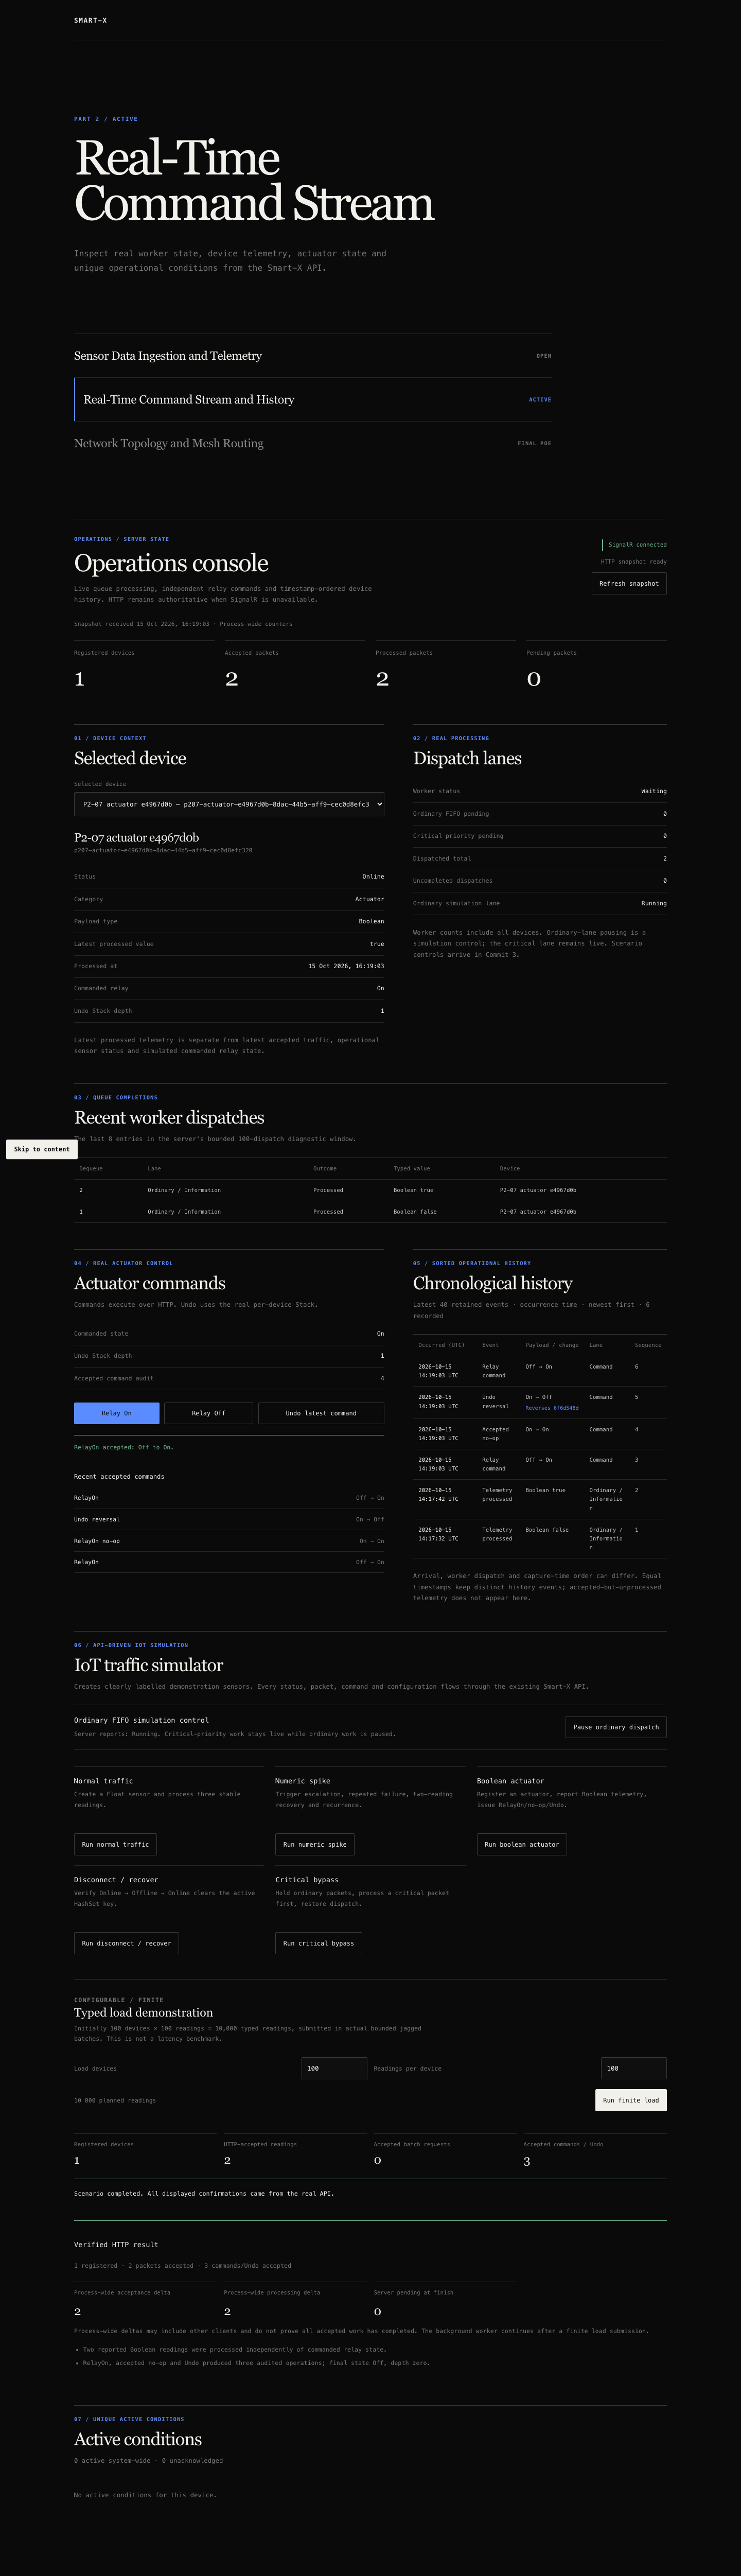 SMART-X
PART 2 / ACTIVE
Real-Time
Command Stream
Inspect real worker state, device telemetry, actuator state and
unique operational conditions from the Smart-X API.
Sensor Data Ingestion and Telemetry
OPEN
Real-Time Command Stream and History
ACTIVE
Network Topology and Mesh Routing
FINAL POE
OPERATIONS / SERVER STATE
Operations console
Live queue processing, independent relay commands and timestamp-ordered device
history. HTTP remains authoritative when SignalR is unavailable.
SignalR connected
HTTP snapshot ready
Refresh snapshot
Snapshot received 15 Oct 2026, 16:19:03 · Process-wide counters
Registered devices
1
Accepted packets
2
Processed packets
2
Pending packets
0
01 / DEVICE CONTEXT
Selected device
Selected device
P2-07 actuator e4967d0b — p207-actuator-e4967d0b-8dac-44b5-aff9-cec0d8efc3
P2-07 actuator e4967d0b
p207-actuator-e4967d0b-8dac-44b5-aff9-cec0d8efc320
Status Online
Category Actuator
Payload type Boolean
Latest processed value true
Processed at 15 Oct 2026, 16:19:03
Commanded relay On
Undo Stack depth 1
Latest processed telemetry is separate from latest accepted traffic, operational
sensor status and simulated commanded relay state.
02 / REAL PROCESSING
Dispatch lanes
Worker status Waiting
Ordinary FIFO pending 0
Critical priority pending 0
Dispatched total 2
Uncompleted dispatches 0
Ordinary simulation lane Running
Worker counts include all devices. Ordinary-lane pausing is a
simulation control; the critical lane remains live. Scenario
controls arrive in Commit 3.
03 / QUEUE COMPLETIONS
Recent worker dispatches
Skip to content
The last 8 entries in the server's bounded 100-dispatch diagnostic window.
Dequeue Lane Outcome Typed value Device
2 Ordinary / Information Processed Boolean true P2-07 actuator e4967d0b
1 Ordinary / Information Processed Boolean false P2-07 actuator e4967d0b
04 / REAL ACTUATOR CONTROL
Actuator commands
Commands execute over HTTP. Undo uses the real per-device Stack.
Commanded state On
Undo Stack depth 1
Accepted command audit 4
Relay On
Relay Off
Undo latest command
RelayOn accepted: Off to On.
Recent accepted commands
RelayOn Off → On
Undo reversal On → Off
RelayOn no-op On → On
RelayOn Off → On
05 / SORTED OPERATIONAL HISTORY
Chronological history
Latest 40 retained events · occurrence time · newest first · 6
recorded
Occurred (UTC) Event Payload / change Lane Sequence
2026-10-15 Relay Off → On Command 6
14:19:03 UTC command
2026-10-15 Undo On → Off Command 5
14:19:03 UTC reversal Reverses 6f6d548d
2026-10-15 Accepted On → On Command 4
14:19:03 UTC no-op
2026-10-15 Relay Off → On Command 3
14:19:03 UTC command
2026-10-15 Telemetry Boolean true Ordinary / 2
14:17:42 UTC processed Informatio
n
2026-10-15 Telemetry Boolean false Ordinary / 1
14:17:32 UTC processed Informatio
n
Arrival, worker dispatch and capture-time order can differ. Equal
timestamps keep distinct history events; accepted-but-unprocessed
telemetry does not appear here.
06 / API-DRIVEN IOT SIMULATION
IoT traffic simulator
Creates clearly labelled demonstration sensors. Every status, packet, command and configuration flows through the existing Smart-X API.
Ordinary FIFO simulation control
Server reports: Running. Critical-priority work stays live while ordinary work is paused.
Pause ordinary dispatch
Normal traffic
Create a Float sensor and process three stable
readings.
Run normal traffic
Numeric spike
Trigger escalation, repeated failure, two-reading
recovery and recurrence.
Run numeric spike
Boolean actuator
Register an actuator, report Boolean telemetry,
issue RelayOn/no-op/Undo.
Run boolean actuator
Disconnect / recover
Verify Online → Offline → Online clears the active
HashSet key.
Run disconnect / recover
Critical bypass
Hold ordinary packets, process a critical packet
first, restore dispatch.
Run critical bypass
CONFIGURABLE / FINITE
Typed load demonstration
Initially 100 devices × 100 readings = 10,000 typed readings, submitted in actual bounded jagged
batches. This is not a latency benchmark.
Load devices 100
Readings per device 100
10 000 planned readings
Run finite load
Registered devices
1
HTTP-accepted readings
2
Accepted batch requests
0
Accepted commands / Undo
3
Scenario completed. All displayed confirmations came from the real API.
Verified HTTP result
1 registered · 2 packets accepted · 3 commands/Undo accepted
Process-wide acceptance delta
2
Process-wide processing delta
2
Server pending at finish
0
Process-wide deltas may include other clients and do not prove all accepted work has completed. The background worker continues after a finite load submission.
• Two reported Boolean readings were processed independently of commanded relay state.
• RelayOn, accepted no-op and Undo produced three audited operations; final state Off, depth zero.
07 / UNIQUE ACTIVE CONDITIONS
Active conditions
0 active system-wide · 0 unacknowledged
No active conditions for this device.